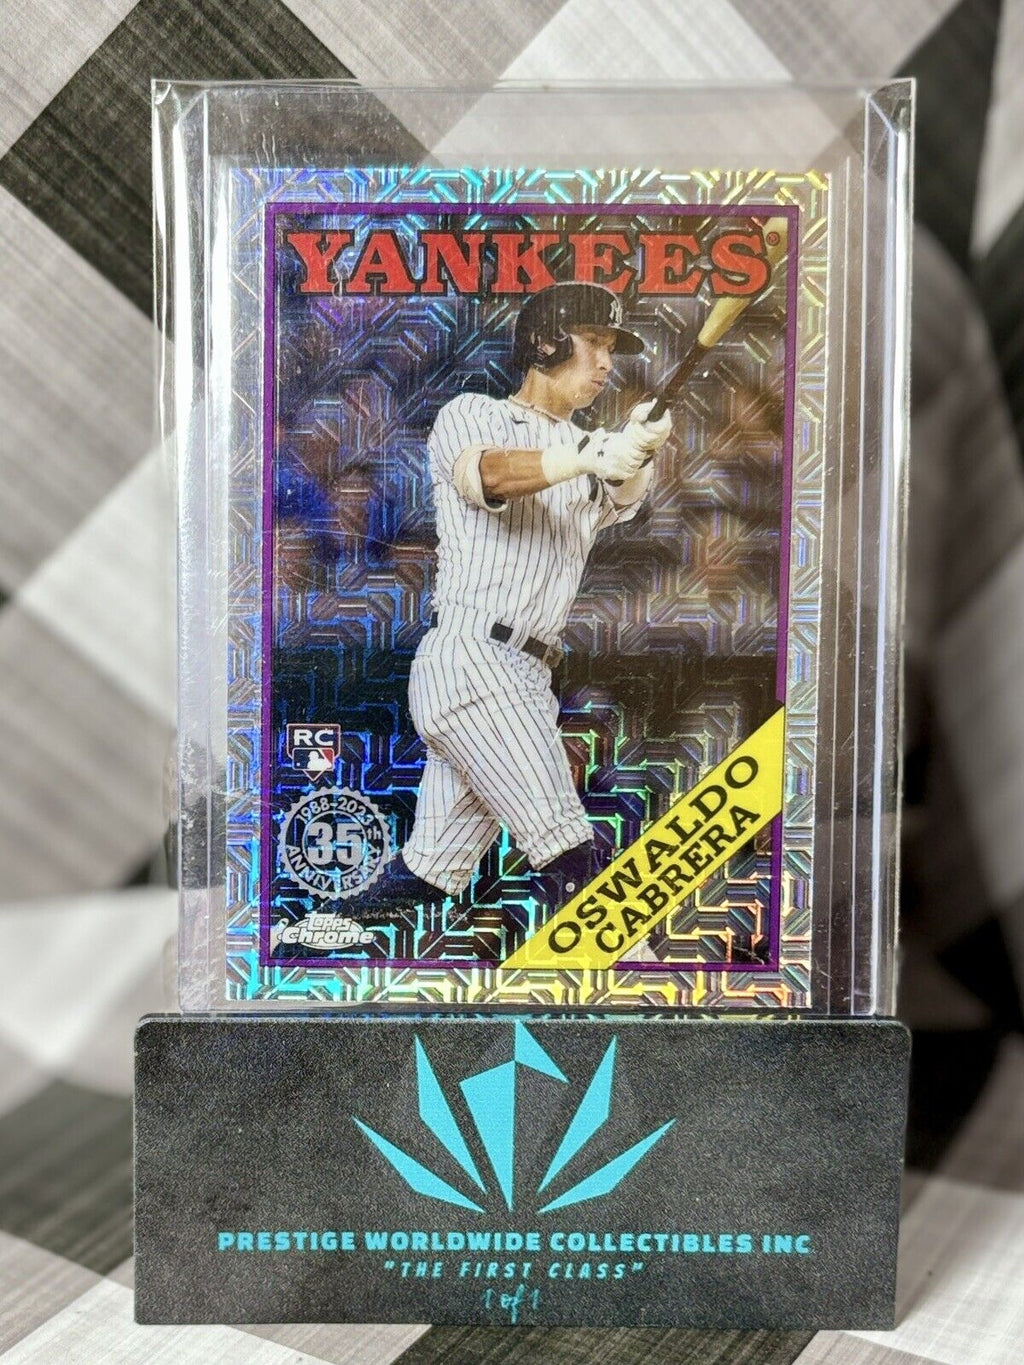 YANKEES
RC
1988-2023
35th
ANNIVERSARY
Topps
Chrome
OSWALDO
CABRERA
PRESTIGE WORLDWIDE COLLECTIBLES INC
"THE FIRST CLASS"
1 of 1